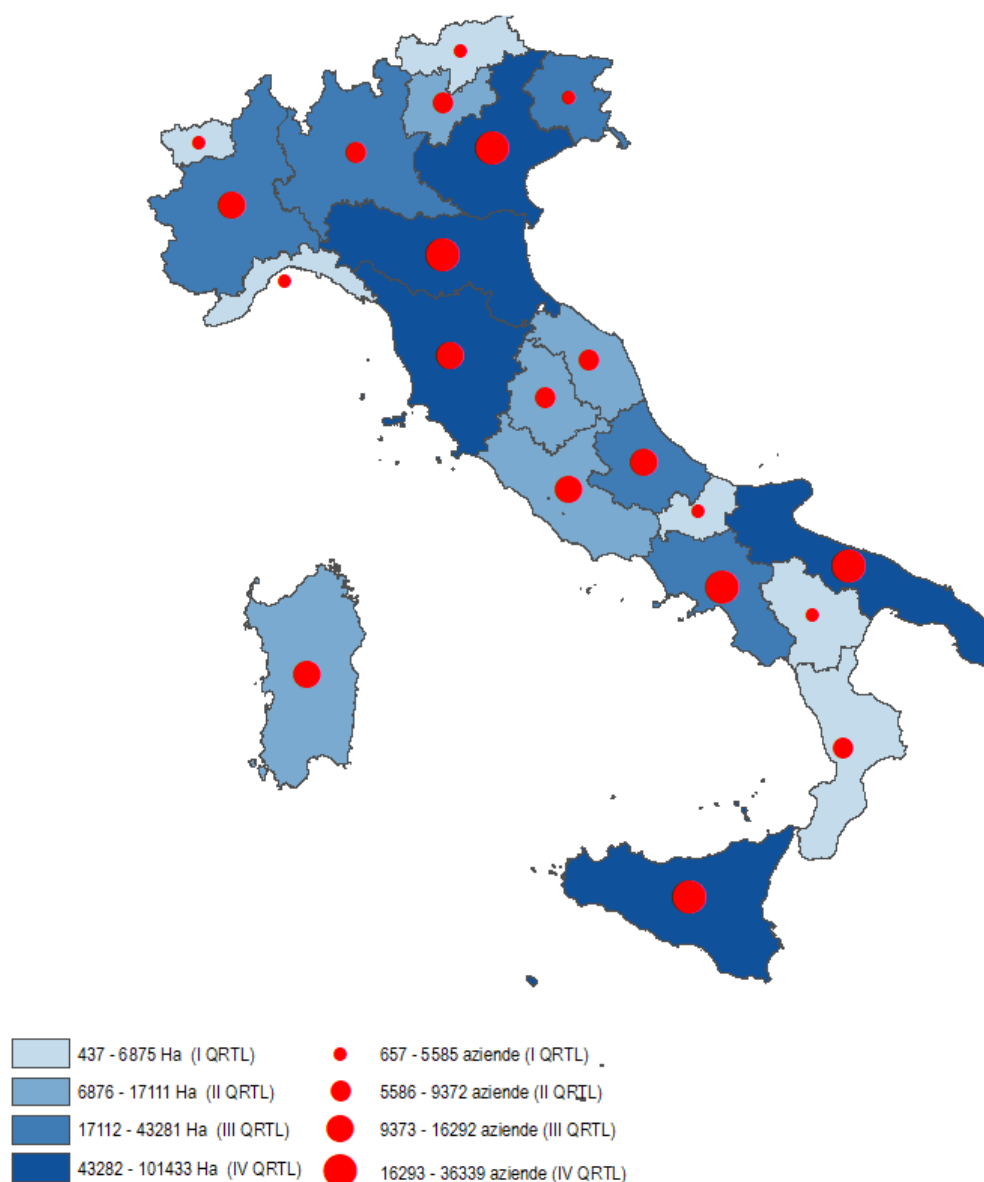 437 - 6875 Ha (I QRTL)
657 - 5585 aziende (I QRTL)
6876 - 17111 Ha (II QRTL)
5586 - 9372 aziende (II QRTL)
17112 - 43281 Ha (III QRTL)
9373 - 16292 aziende (III QRTL)
43282 - 101433 Ha (IV QRTL)
16293 - 36339 aziende (IV QRTL)